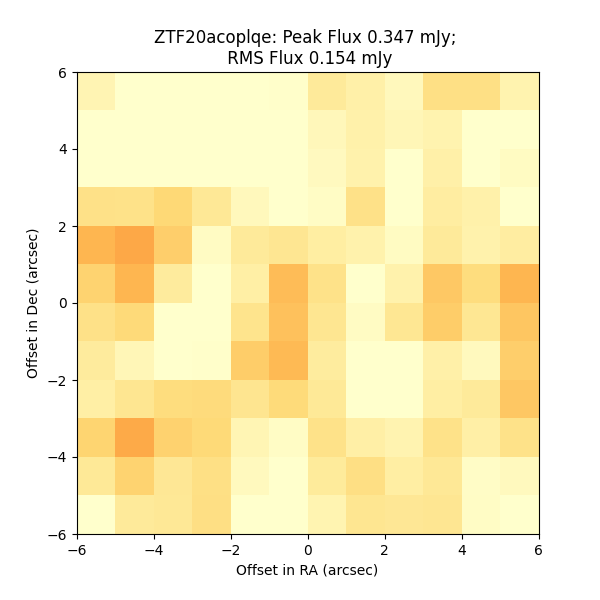 ZTF20acoplqe: Peak Flux 0.347 mJy;
RMS Flux 0.154 mJy
6
4
2
0
−2
−4
−6
Offset in Dec (arcsec)
−6 −4 −2 0 2 4 6
Offset in RA (arcsec)